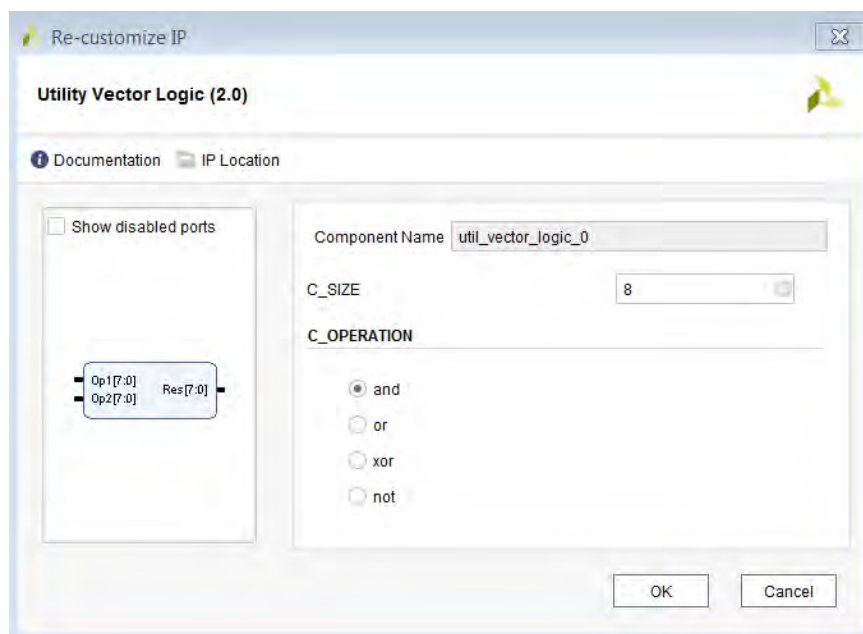 Re-customize IP
Utility Vector Logic (2.0)
Documentation IP Location
Show disabled ports
Op1[7:0]
Op2[7:0]
Res[7:0]
Component Name util_vector_logic_0
C_SIZE 8
C_OPERATION
and
or
xor
not
OK Cancel